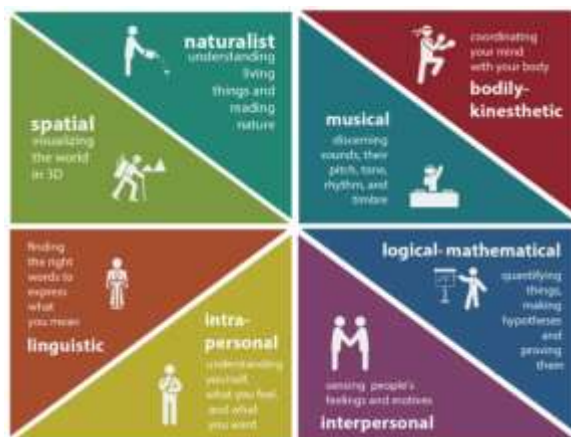 naturalist
understanding
living
things and
reading
nature
spatial
visualizing
the world
in 3D
coordinating
your mind
with your body
bodily-
kinesthetic
musical
discerning
sounds, their
pitch, tone,
rhythm, and
timbre
finding
the right
words to
express
what
you mean
linguistic
intra-
personal
understanding
yourself,
what you feel,
and what
you want
logical-mathematical
quantifying
things,
making
hypotheses
and
proving
them
sensing people's
feelings and motives
interpersonal